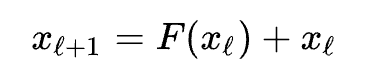 x_{ℓ+1} = F(x_ℓ) + x_ℓ